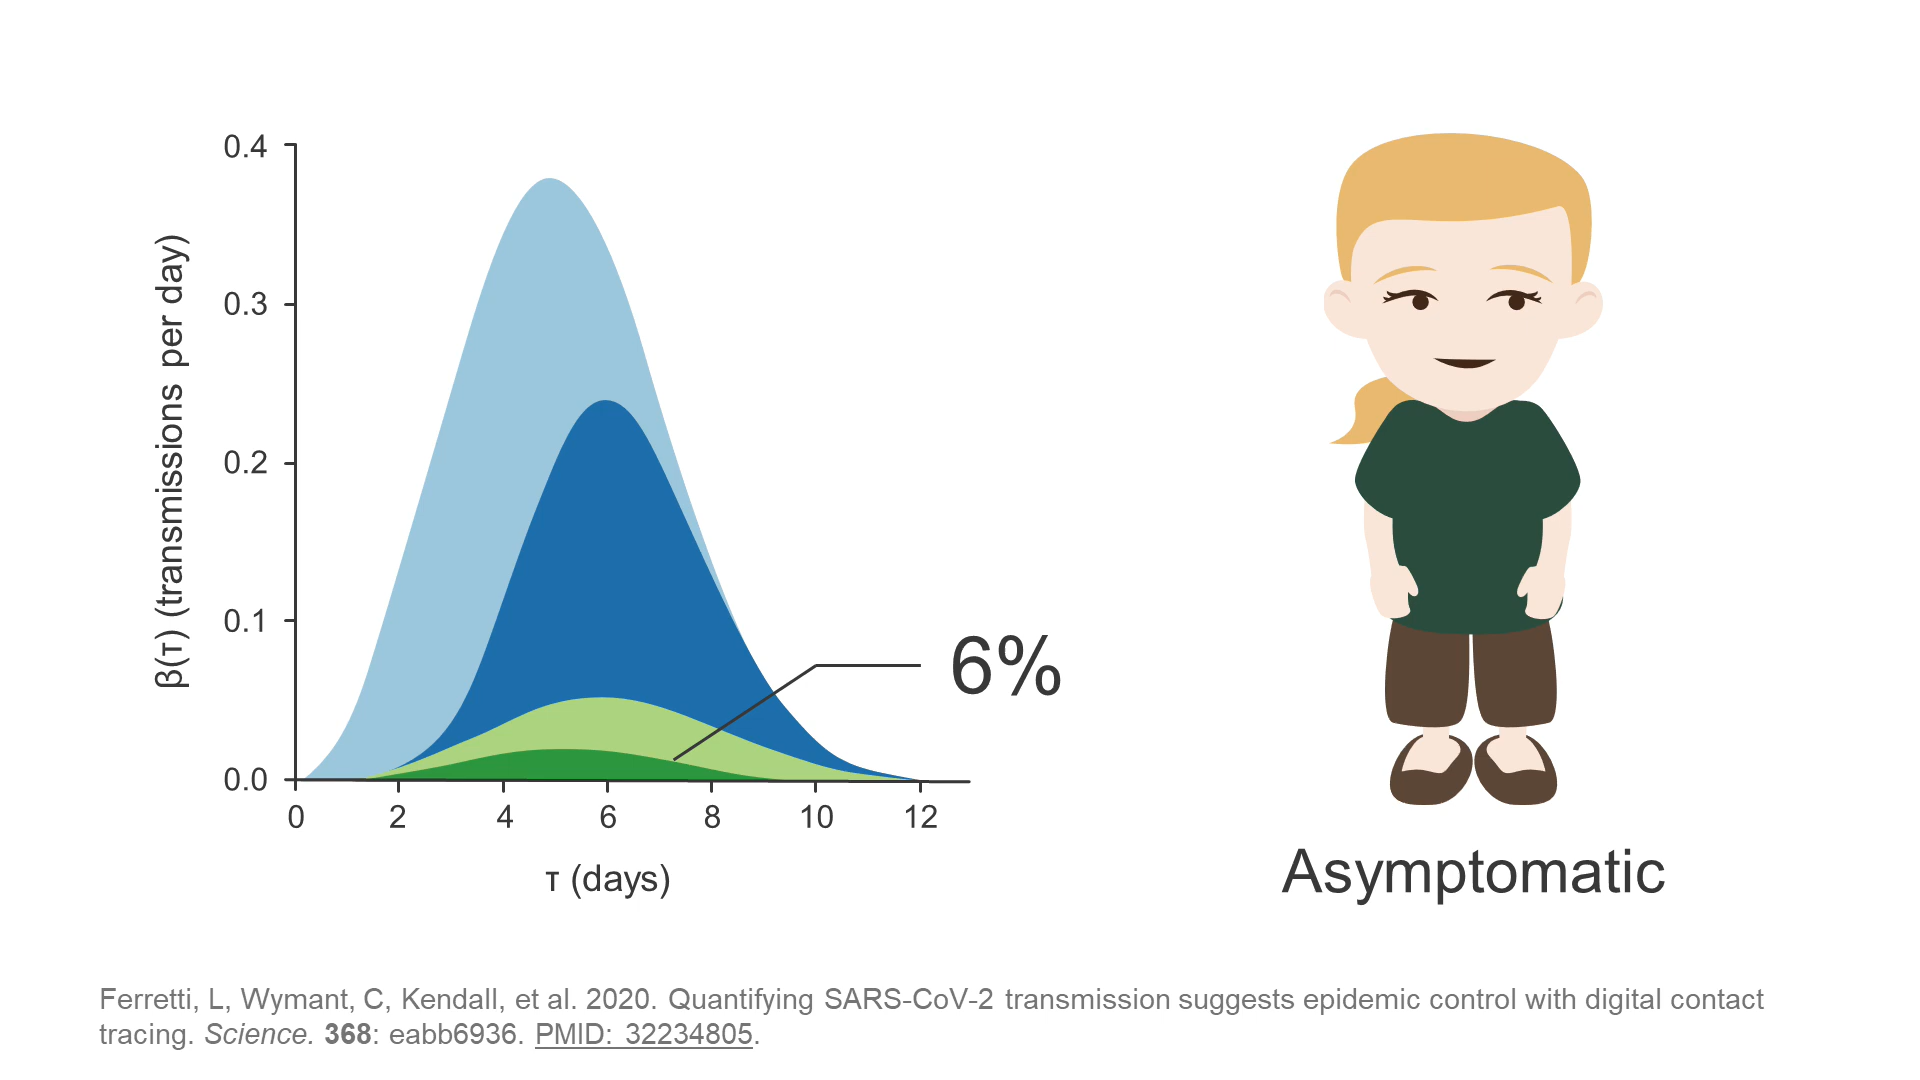 0.4
0.3
0.2
0.1
0.0
β(τ) (transmissions per day)
0 2 4 6 8 10 12
τ (days)
6%
Asymptomatic
Ferretti, L, Wymant, C, Kendall, et al. 2020. Quantifying SARS-CoV-2 transmission suggests epidemic control with digital contact
tracing. Science. 368: eabb6936. PMID: 32234805.